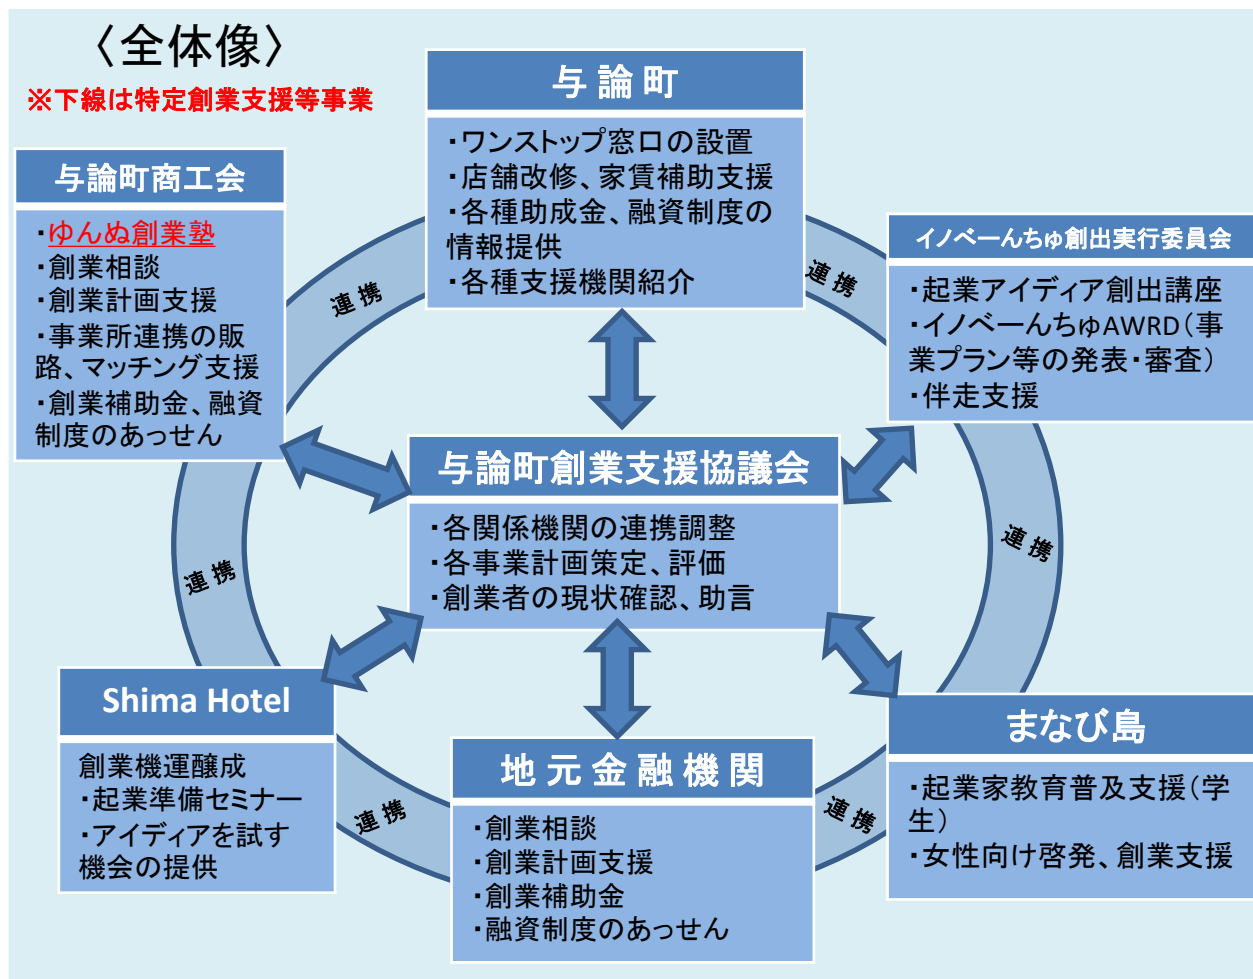 〈全体像〉
※下線は特定創業支援等事業
与論町
・ワンストップ窓口の設置
・店舗改修、家賃補助支援
・各種助成金、融資制度の
情報提供
・各種支援機関紹介
与論町商工会
・ゆんぬ創業塾
・創業相談
・創業計画支援
・事業所連携の販
路、マッチング支援
・創業補助金、融資
制度のあっせん
イノベーんちゅ創出実行委員会
・起業アイディア創出講座
・イノベーんちゅAWRD（事
業プラン等の発表・審査）
・伴走支援
連携
連携
与論町創業支援協議会
・各関係機関の連携調整
・各事業計画策定、評価
・創業者の現状確認、助言
連携
連携
Shima Hotel
創業機運醸成
・起業準備セミナー
・アイディアを試す
機会の提供
地元金融機関
・創業相談
・創業計画支援
・創業補助金
・融資制度のあっせん
まなび島
・起業家教育普及支援（学
生）
・女性向け啓発、創業支援
連携
連携